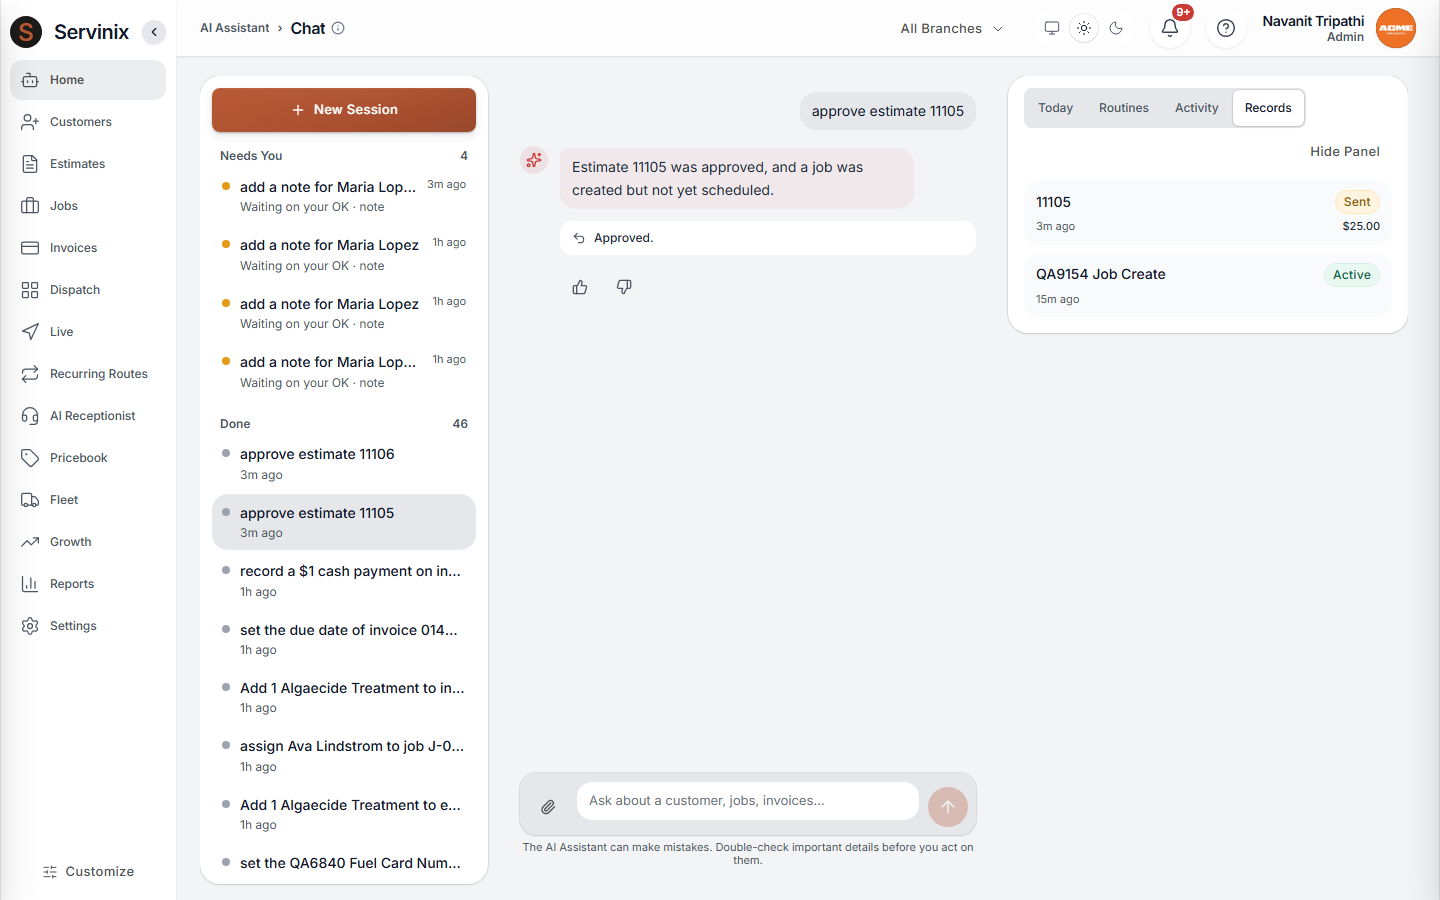 S
Servinix
Home
Customers
Estimates
Jobs
Invoices
Dispatch
Live
Recurring Routes
AI Receptionist
Pricebook
Fleet
Growth
Reports
Settings
Customize
AI Assistant › Chat
All Branches
9+
Navanit Tripathi
Admin
ACME
New Session
Needs You 4
add a note for Maria Lop... 3m ago
Waiting on your OK · note
add a note for Maria Lopez 1h ago
Waiting on your OK · note
add a note for Maria Lopez 1h ago
Waiting on your OK · note
add a note for Maria Lop... 1h ago
Waiting on your OK · note
Done 46
approve estimate 11106
3m ago
approve estimate 11105
3m ago
record a $1 cash payment on in...
1h ago
set the due date of invoice 014...
1h ago
Add 1 Algaecide Treatment to in...
1h ago
assign Ava Lindstrom to job J-0...
1h ago
Add 1 Algaecide Treatment to e...
1h ago
set the QA6840 Fuel Card Num...
approve estimate 11105
Estimate 11105 was approved, and a job was
created but not yet scheduled.
Approved.
Ask about a customer, jobs, invoices...
The AI Assistant can make mistakes. Double-check important details before you act on
them.
Today Routines Activity Records
Hide Panel
11105 Sent
3m ago $25.00
QA9154 Job Create Active
15m ago